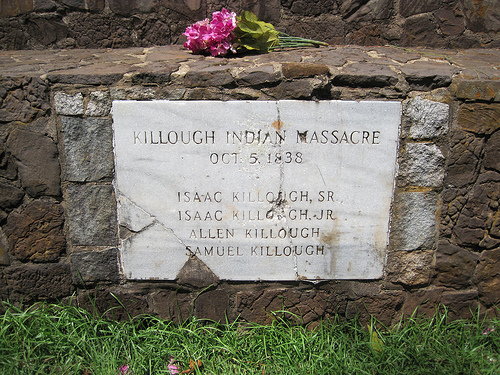 KILLOUGH INDIAN MASSACRE
OCT. 5, 1838
ISAAC KILLOUGH, SR.
ISAAC KILLOUGH, JR.
ALLEN KILLOUGH
SAMUEL KILLOUGH